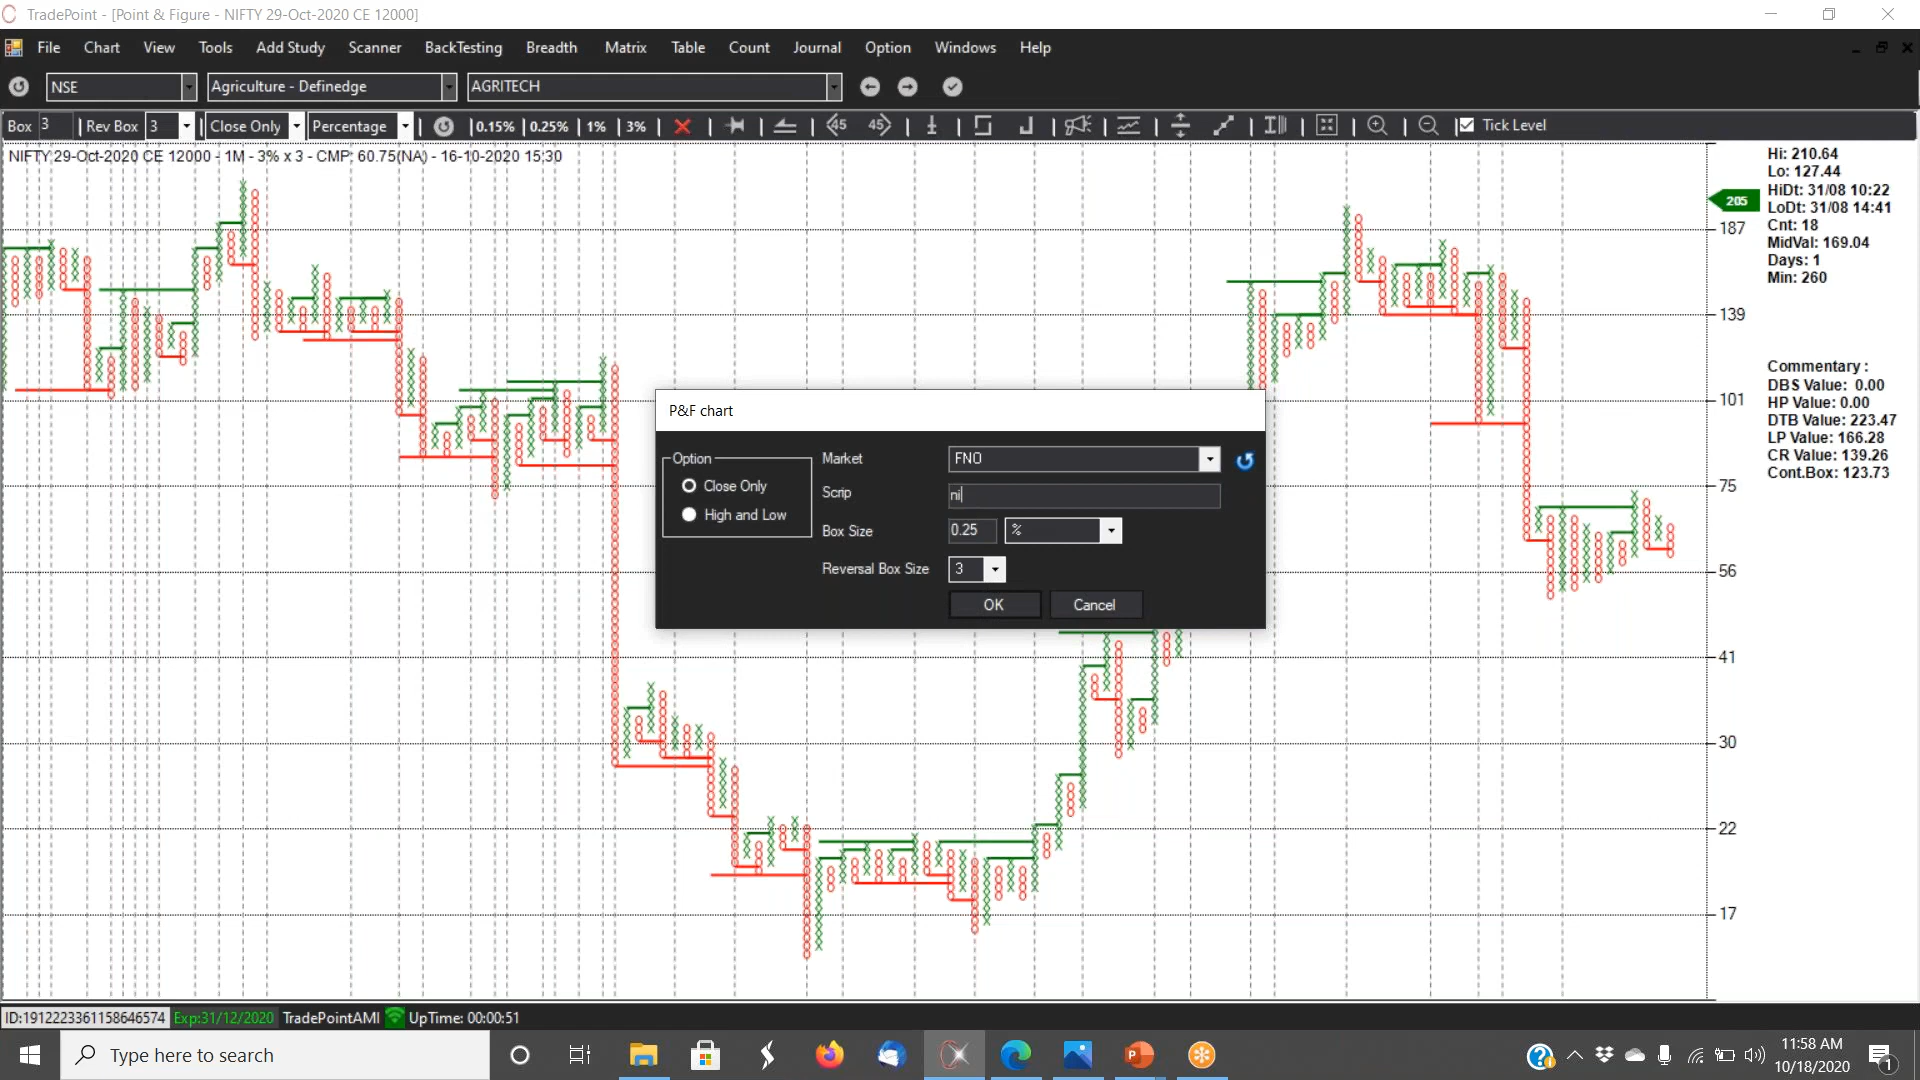 TradePoint - [Point & Figure - NIFTY 29-Oct-2020 CE 12000]
File Chart View Tools Add Study Scanner BackTesting Breadth Matrix Table Count Journal Option Windows Help
NSE Agriculture - Definedge AGRITECH
Box 3 Rev Box 3 Close Only Percentage 0.15% 0.25% 1% 3% 45 45 Tick Level
NIFTY 29-Oct-2020 CE 12000 - 1M - 3% x 3 - CMP: 60.75(NA) - 16-10-2020 15:30
Hi: 210.64
Lo: 127.44
HiDt: 31/08 10:22
LoDt: 31/08 14:41
Cnt: 18
MidVal: 169.04
Days: 1
Min: 260
Commentary :
DBS Value: 0.00
HP Value: 0.00
DTB Value: 223.47
LP Value: 166.28
CR Value: 139.26
Cont.Box: 123.73
205
187
139
101
75
56
41
30
22
17
P&F chart
Option
Close Only
High and Low
Market FNO
Scrip ni
Box Size 0.25 %
Reversal Box Size 3
OK Cancel
ID:1912223361158646574 Exp:31/12/2020 TradePointAMI UpTime: 00:00:51
Type here to search
11:58 AM
10/18/2020
1